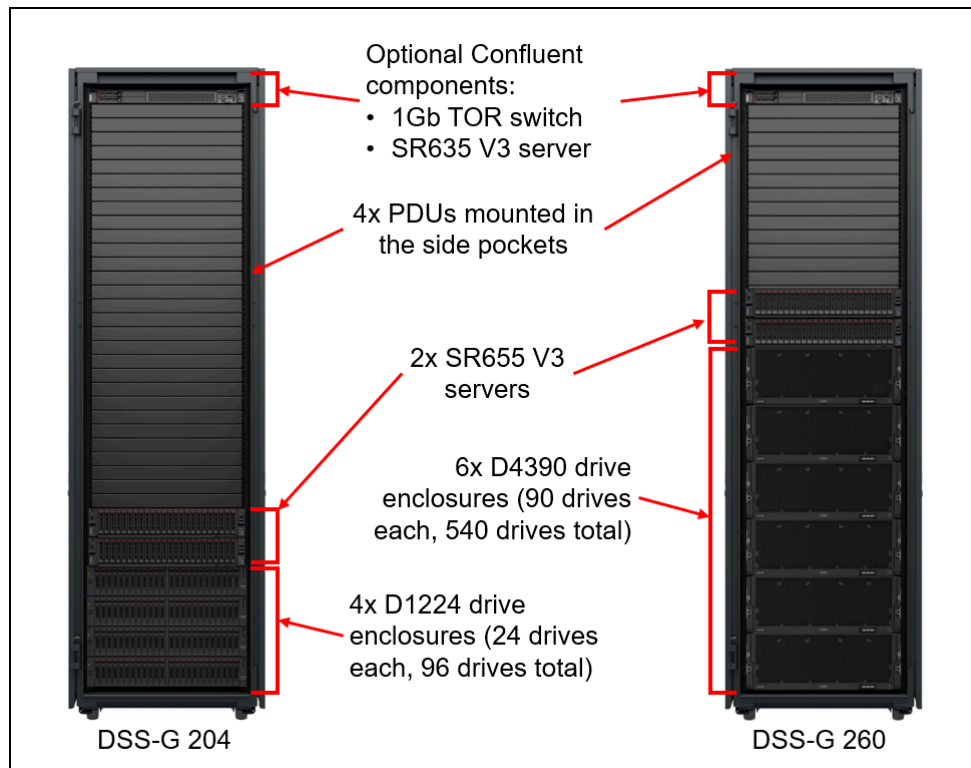 Optional Confluent
components:
• 1Gb TOR switch
• SR635 V3 server
4x PDUs mounted in
the side pockets
2x SR655 V3
servers
6x D4390 drive
enclosures (90 drives
each, 540 drives total)
4x D1224 drive
enclosures (24 drives
each, 96 drives total)
DSS-G 204
DSS-G 260